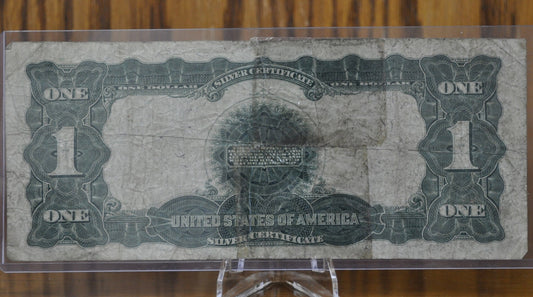 ONE ONE
SILVER CERTIFICATE
ONE DOLLAR ONE DOLLAR
1 1
UNITED STATES OF AMERICA
ONE ONE
SILVER CERTIFICATE